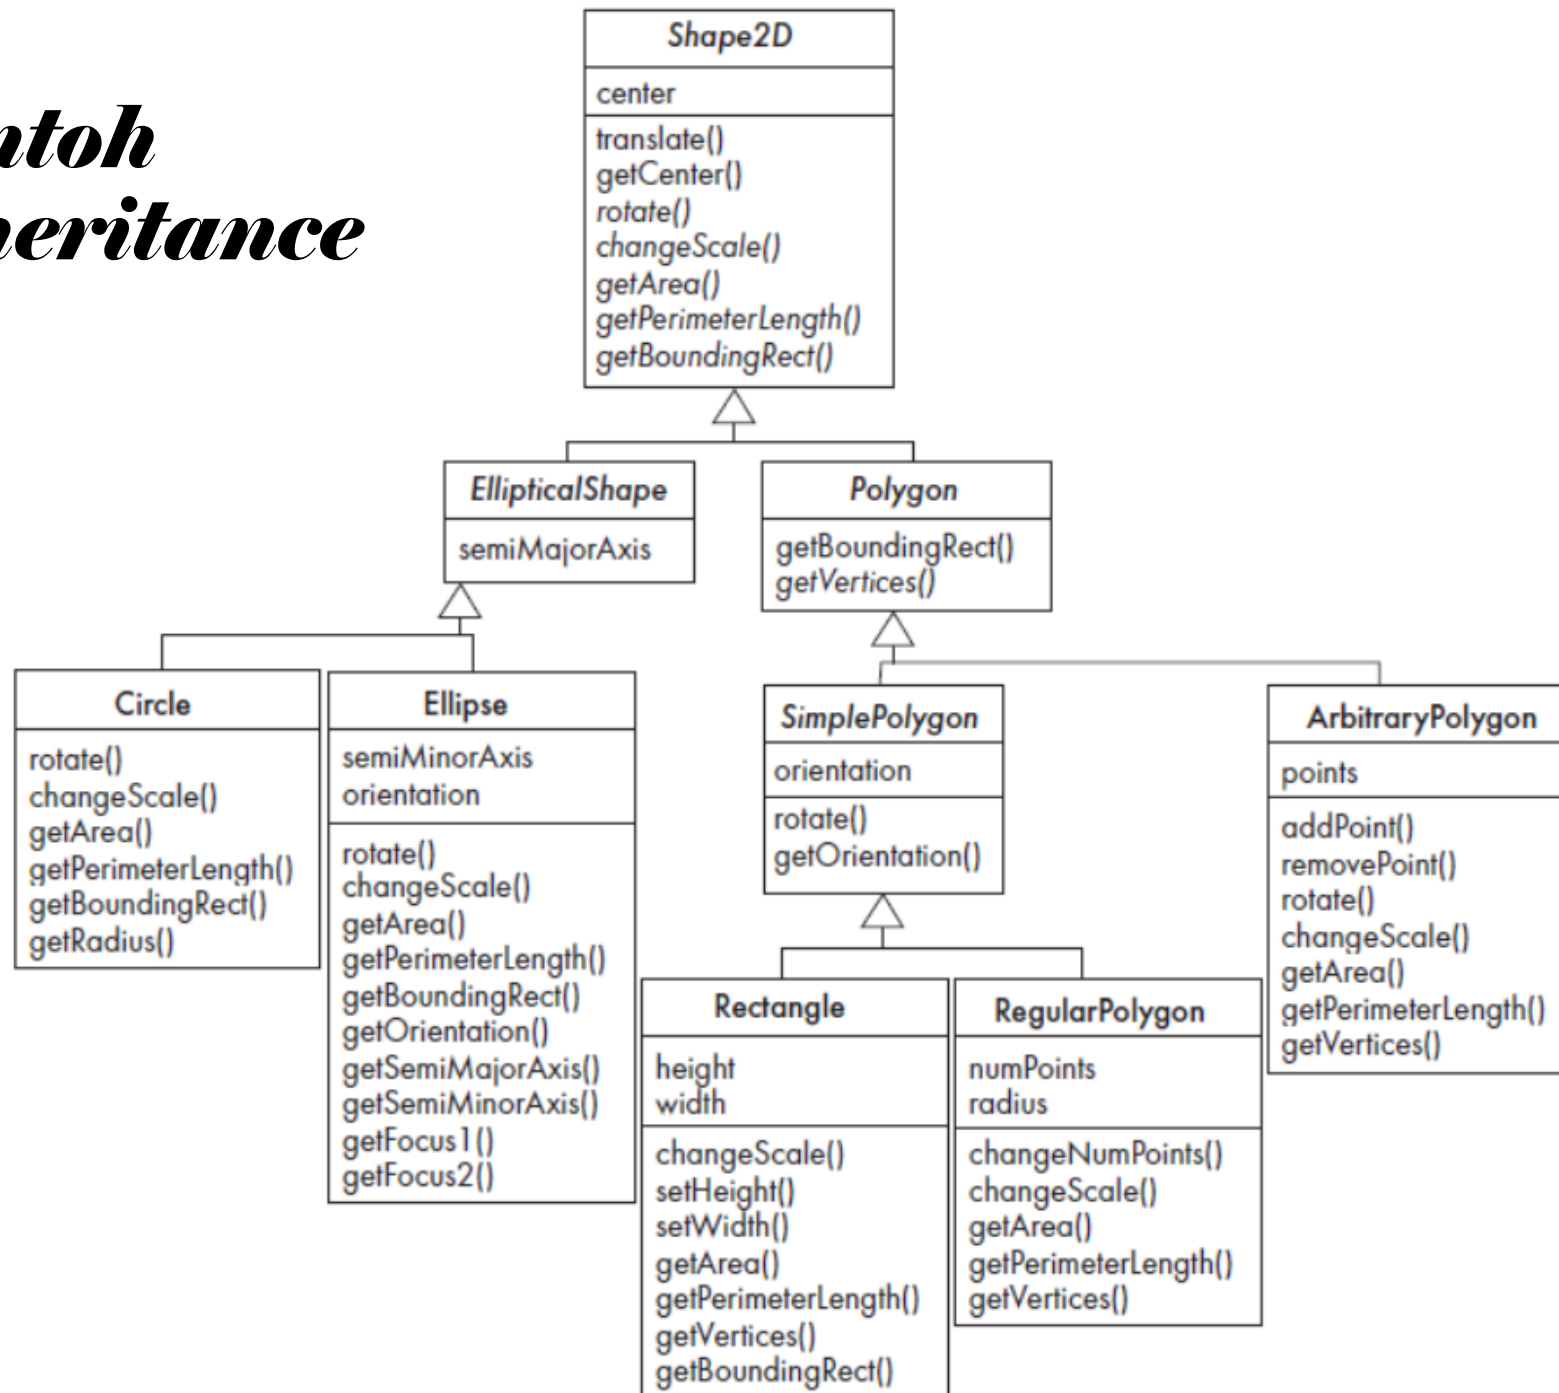 ntoh
heritance
Shape2D
center
translate()
getCenter()
rotate()
changeScale()
getArea()
getPerimeterLength()
getBoundingRect()
EllipticalShape
semiMajorAxis
Polygon
getBoundingRect()
getVertices()
Circle
rotate()
changeScale()
getArea()
getPerimeterLength()
getBoundingRect()
getRadius()
Ellipse
semiMinorAxis
orientation
rotate()
changeScale()
getArea()
getPerimeterLength()
getBoundingRect()
getOrientation()
getSemiMajorAxis()
getSemiMinorAxis()
getFocus1()
getFocus2()
SimplePolygon
orientation
rotate()
getOrientation()
Rectangle
height
width
changeScale()
setHeight()
setWidth()
getArea()
getPerimeterLength()
getVertices()
getBoundingRect()
RegularPolygon
numPoints
radius
changeNumPoints()
changeScale()
getArea()
getPerimeterLength()
getVertices()
ArbitraryPolygon
points
addPoint()
removePoint()
rotate()
changeScale()
getArea()
getPerimeterLength()
getVertices()